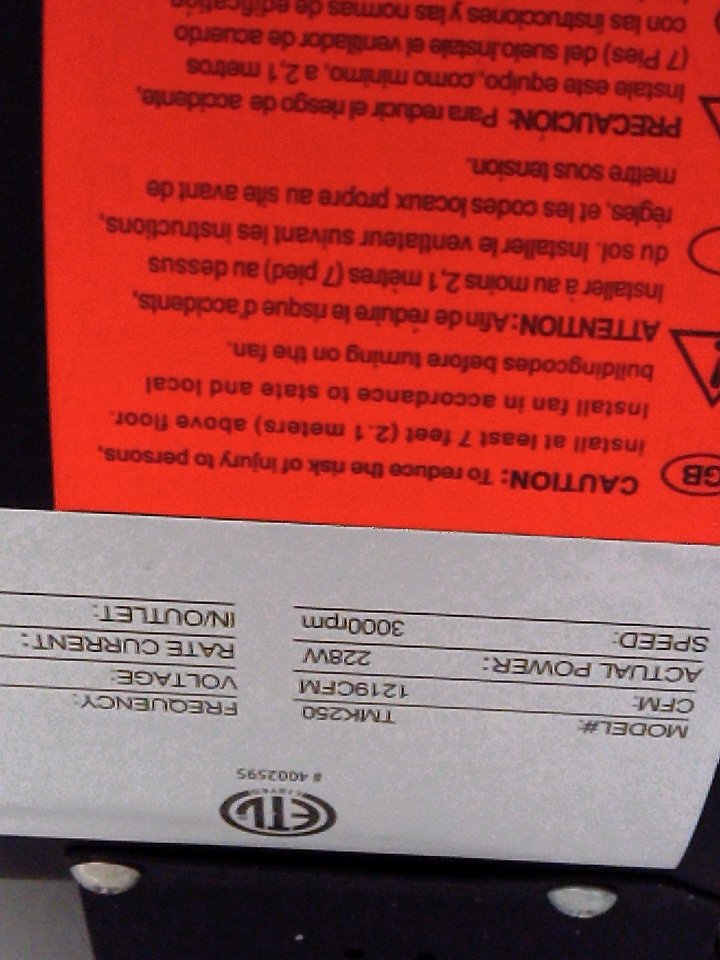 ETL
LISTED
# 4002595
MODEL#: TMK250 FREQUENCY:
CFM: 1219CFM VOLTAGE:
ACTUAL POWER: 228W RATE CURRENT:
SPEED: 3000rpm IN/OUTLET:
GB CAUTION: To reduce the risk of injury to persons,
install at least 7 feet (2.1 meters) above floor.
Install fan in accordance to state and local
buildingcodes before turning on the fan.
ATTENTION: Afin de réduire le risque d'accidents,
Installer à au moins 2,1 mètres (7 pied) au dessus
du sol. Installer le ventilateur suivant les instructions,
règles, et les codes locaux propre au site avant de
mettre sous tension.
PRECAUCIÓN: Para reducir el riesgo de accidente,
Instale este equipo, como minimo, a 2,1 metros
(7 Pies) del suelo.Instale el ventilador de acuerdo
con las instrucciones y las normas de edificación